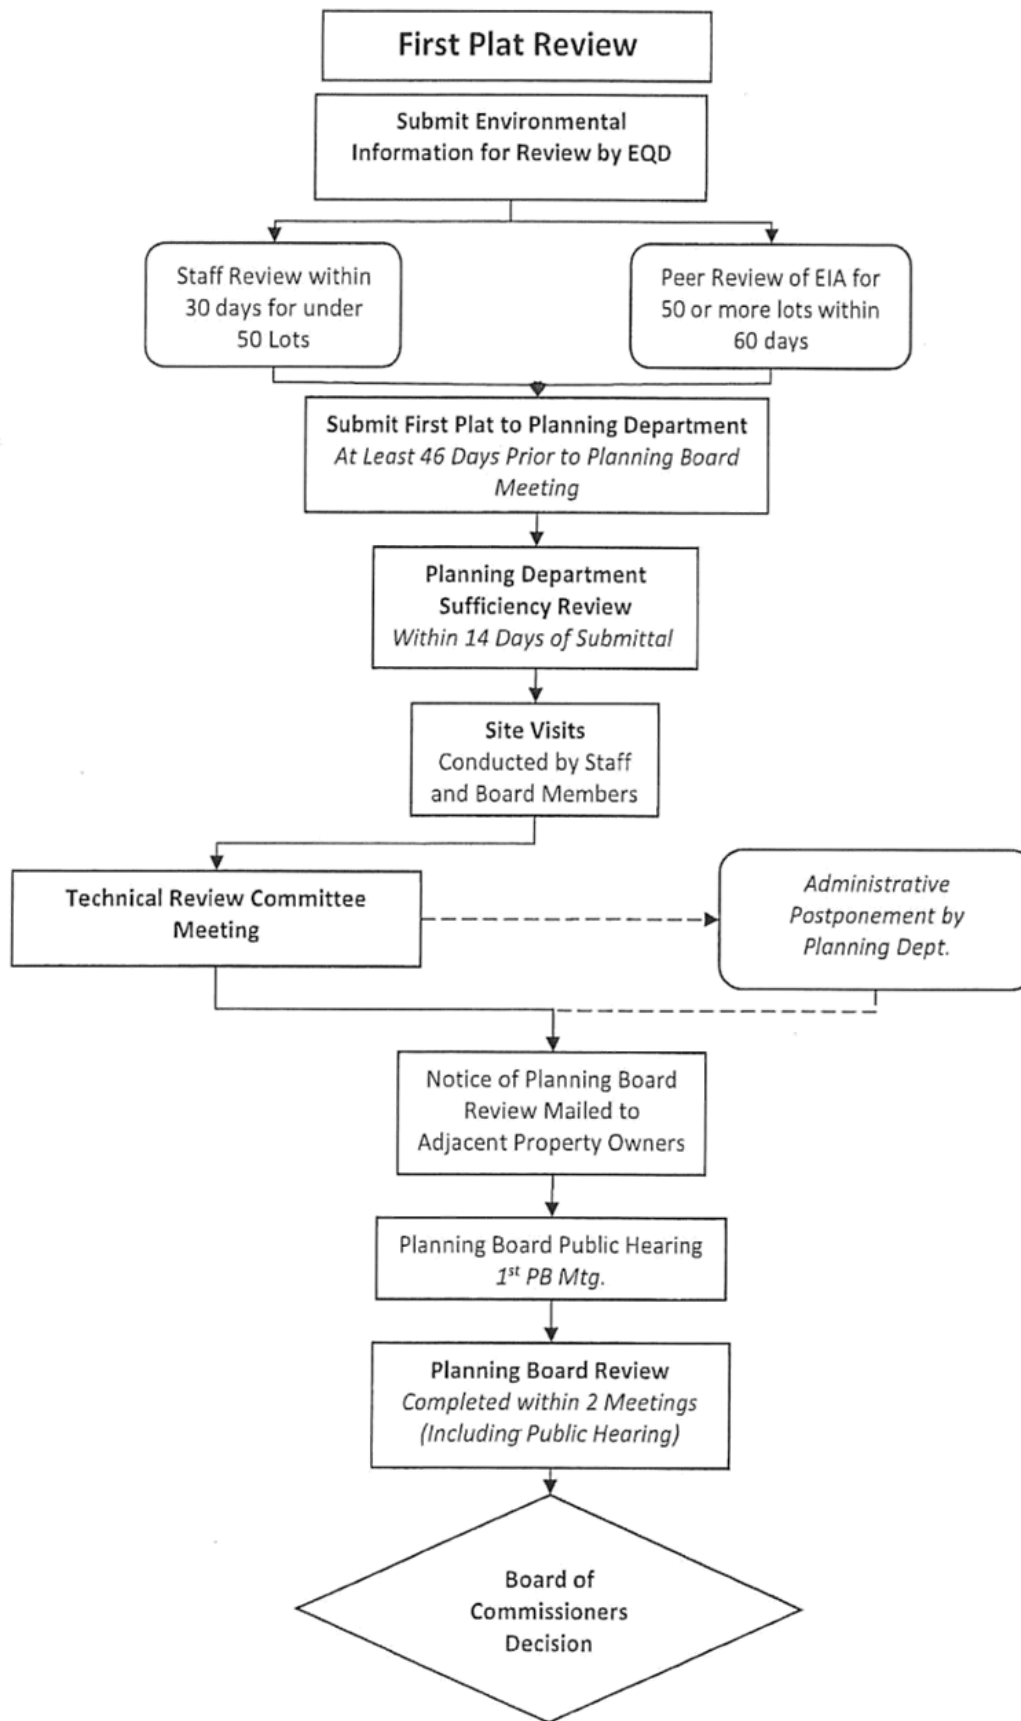 First Plat Review
Submit Environmental
Information for Review by EQD
Staff Review within
30 days for under
50 Lots
Peer Review of EIA for
50 or more lots within
60 days
Submit First Plat to Planning Department
At Least 46 Days Prior to Planning Board
Meeting
Planning Department
Sufficiency Review
Within 14 Days of Submittal
Site Visits
Conducted by Staff
and Board Members
Technical Review Committee
Meeting
Administrative
Postponement by
Planning Dept.
Notice of Planning Board
Review Mailed to
Adjacent Property Owners
Planning Board Public Hearing
1st PB Mtg.
Planning Board Review
Completed within 2 Meetings
(Including Public Hearing)
Board of
Commissioners
Decision